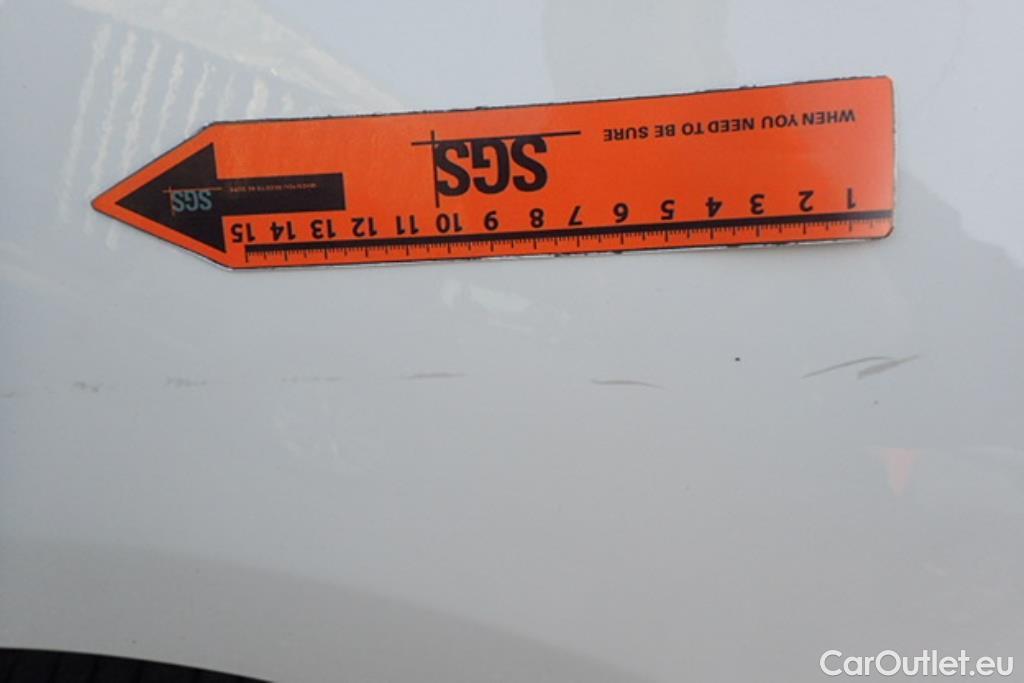 WHEN YOU NEED TO BE SURE
SGS
SGS
1 2 3 4 5 6 7 8 9 10 11 12 13 14 15
CarOutlet.eu